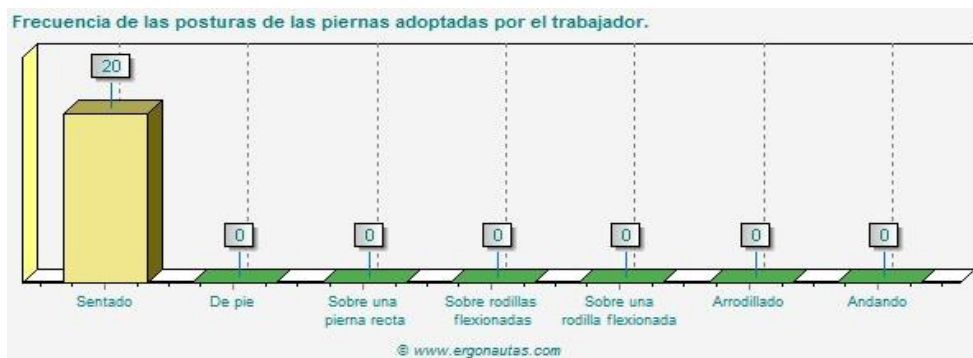 Frecuencia de las posturas de las piernas adoptadas por el trabajador.
20
0
0
0
0
0
0
Sentado
De pie
Sobre una
pierna recta
Sobre rodillas
flexionadas
Sobre una
rodilla flexionada
Arrodillado
Andando
© www.ergonautas.com